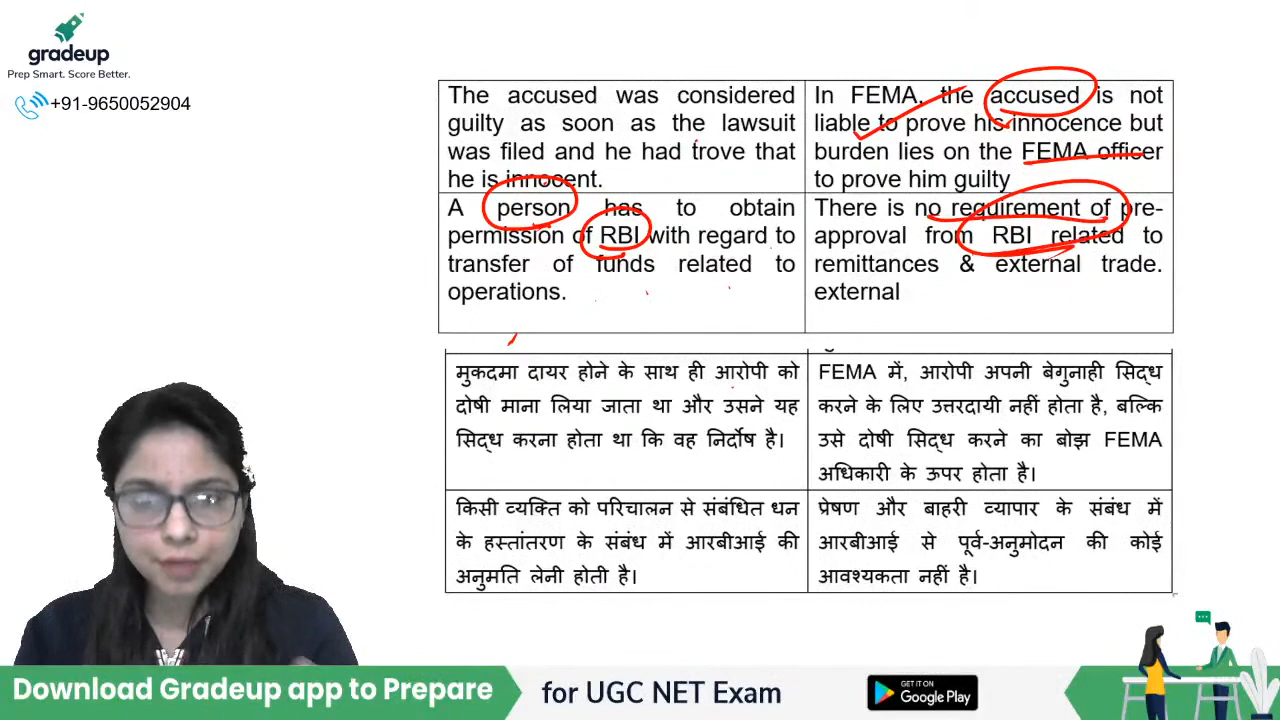 gradeup
Prep Smart. Score Better.
+91-9650052904
The accused was considered
guilty as soon as the lawsuit
was filed and he had trove that
he is innocent.
In FEMA, the accused is not
liable to prove his innocence but
burden lies on the FEMA officer
to prove him guilty
A person has to obtain
permission of RBI with regard to
transfer of funds related to
operations.
There is no requirement of pre-
approval from RBI related to
remittances & external trade.
external
मुकदमा दायर होने के साथ ही आरोपी को
दोषी माना लिया जाता था और उसने यह
सिद्ध करना होता था कि वह निर्दोष है।
FEMA में, आरोपी अपनी बेगुनाही सिद्ध
करने के लिए उत्तरदायी नहीं होता है, बल्कि
उसे दोषी सिद्ध करने का बोझ FEMA
अधिकारी के ऊपर होता है।
किसी व्यक्ति को परिचालन से संबंधित धन
के हस्तांतरण के संबंध में आरबीआई की
अनुमति लेनी होती है।
प्रेषण और बाहरी व्यापार के संबंध में
आरबीआई से पूर्व-अनुमोदन की कोई
आवश्यकता नहीं है।
Download Gradeup app to Prepare
for UGC NET Exam
GET IT ON
Google Play